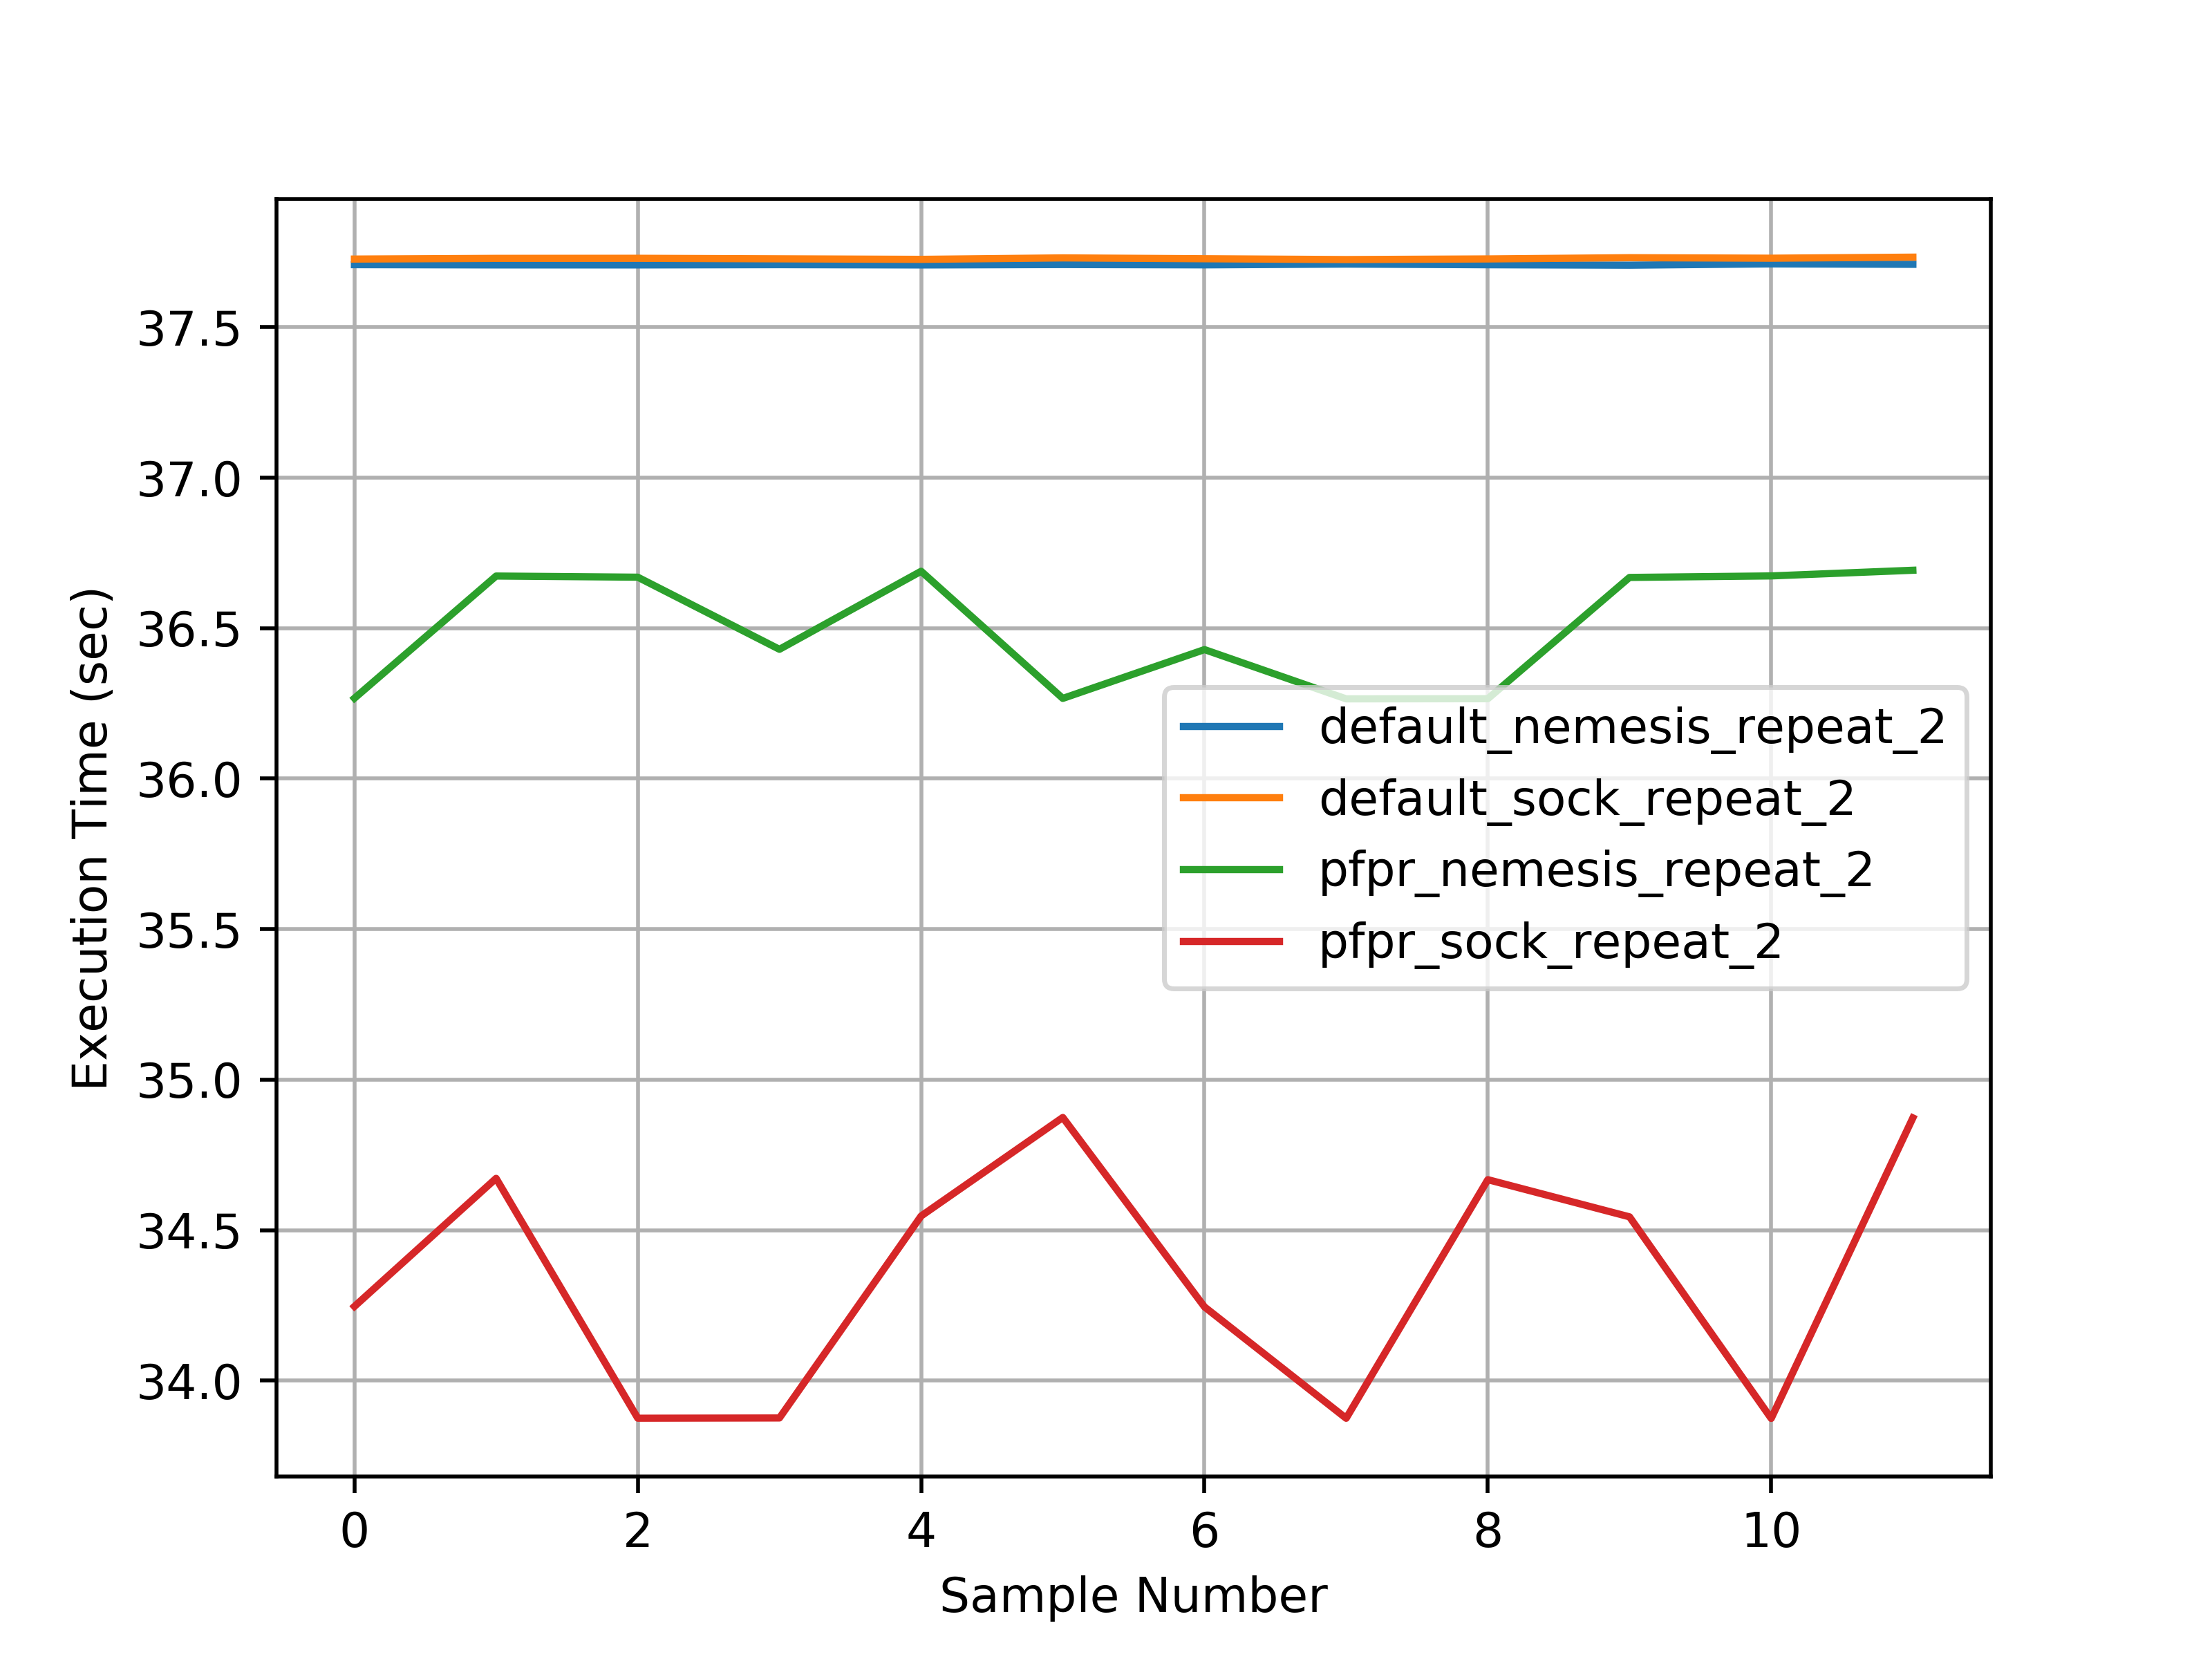 37.5
37.0
36.5
36.0
35.5
35.0
34.5
34.0
Execution Time (sec)
default_nemesis_repeat_2
default_sock_repeat_2
pfpr_nemesis_repeat_2
pfpr_sock_repeat_2
0 2 4 6 8 10
Sample Number